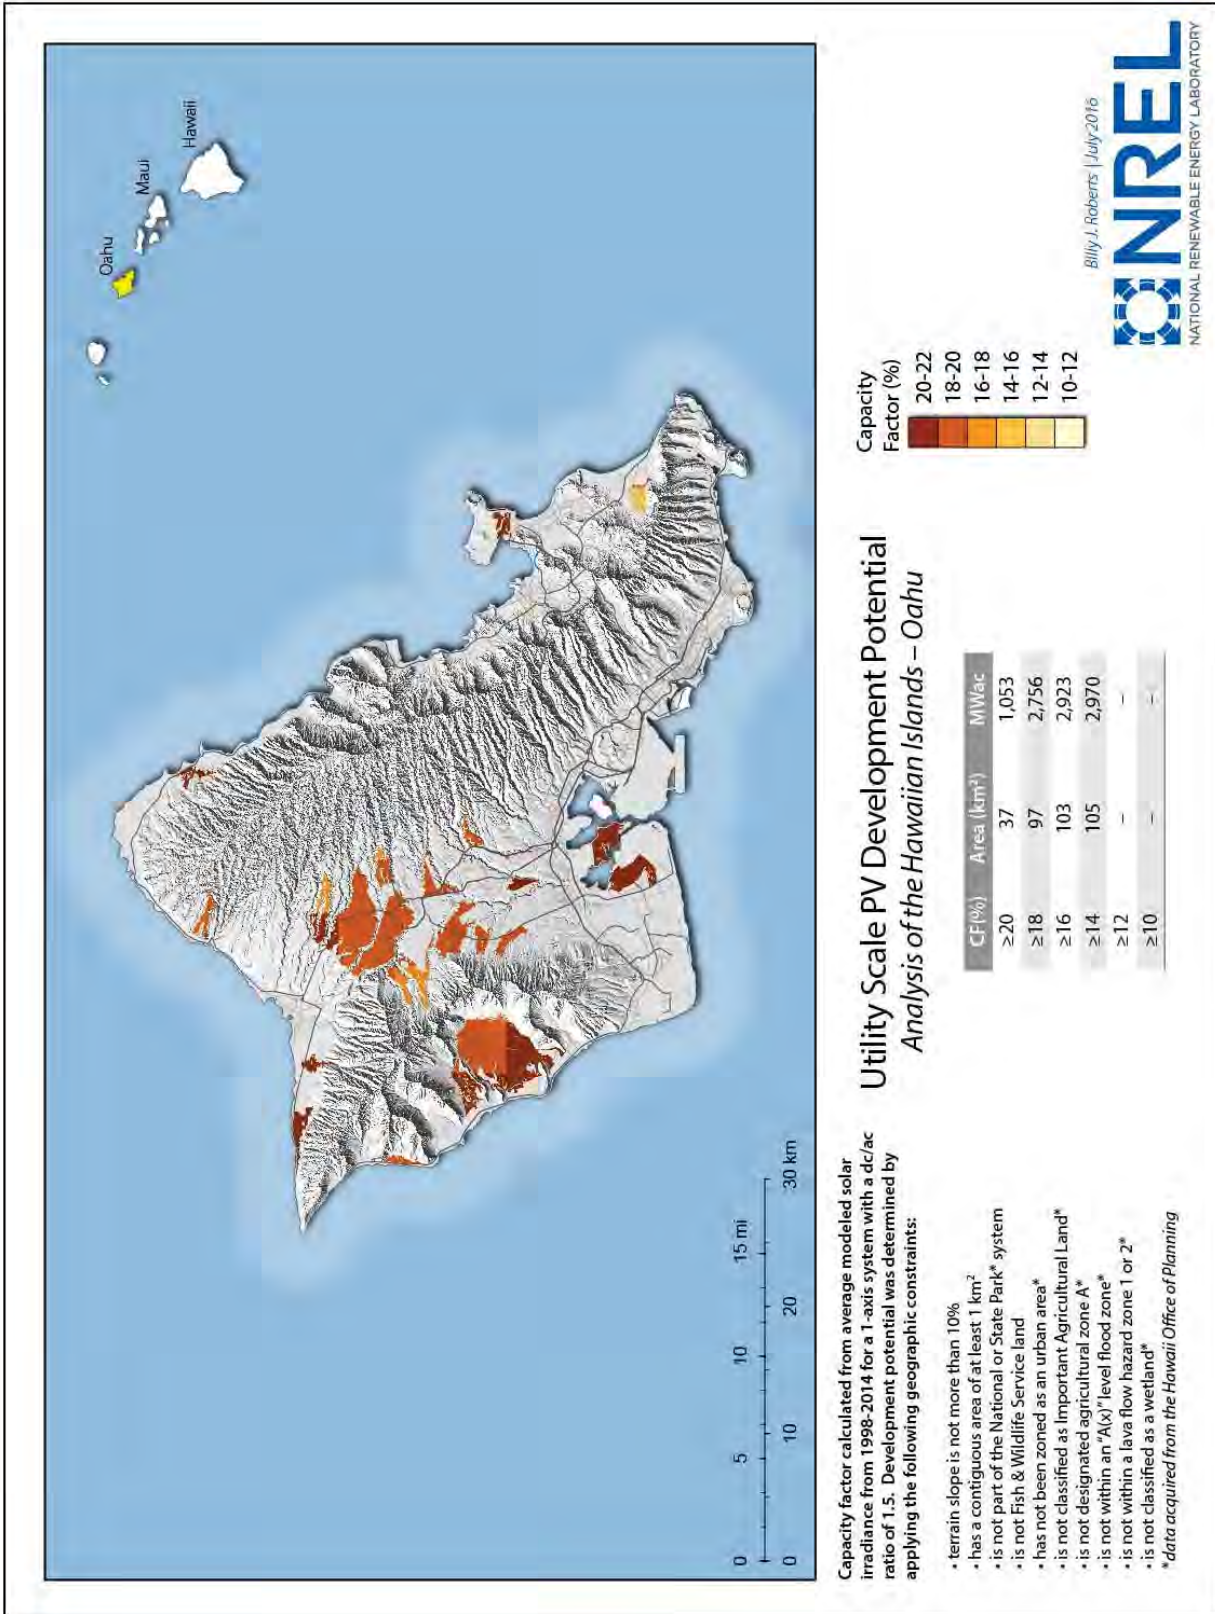 Oahu
Maui
Hawaii
0 5 10 15 mi
0 10 20 30 km
Capacity factor calculated from average modeled solar
irradiance from 1998-2014 for a 1-axis system with a dc/ac
ratio of 1.5. Development potential was determined by
applying the following geographic constraints:
• terrain slope is not more than 10%
• has a contiguous area of at least 1 km²
• is not part of the National or State Park* system
• is not Fish & Wildlife Service land
• has not been zoned as an urban area*
• is not classified as Important Agricultural Land*
• is not designated agricultural zone A*
• is not within an "A(x)" level flood zone*
• is not within a lava flow hazard zone 1 or 2*
• is not classified as a wetland*
*data acquired from the Hawaii Office of Planning
Utility Scale PV Development Potential
Analysis of the Hawaiian Islands – Oahu
CF(%) Area (km²) MWac
≥20 37 1,053
≥18 97 2,756
≥16 103 2,923
≥14 105 2,970
≥12 – –
≥10 – –
Capacity
Factor (%)
20-22
18-20
16-18
14-16
12-14
10-12
Billy J. Roberts | July 2016
NREL
NATIONAL RENEWABLE ENERGY LABORATORY